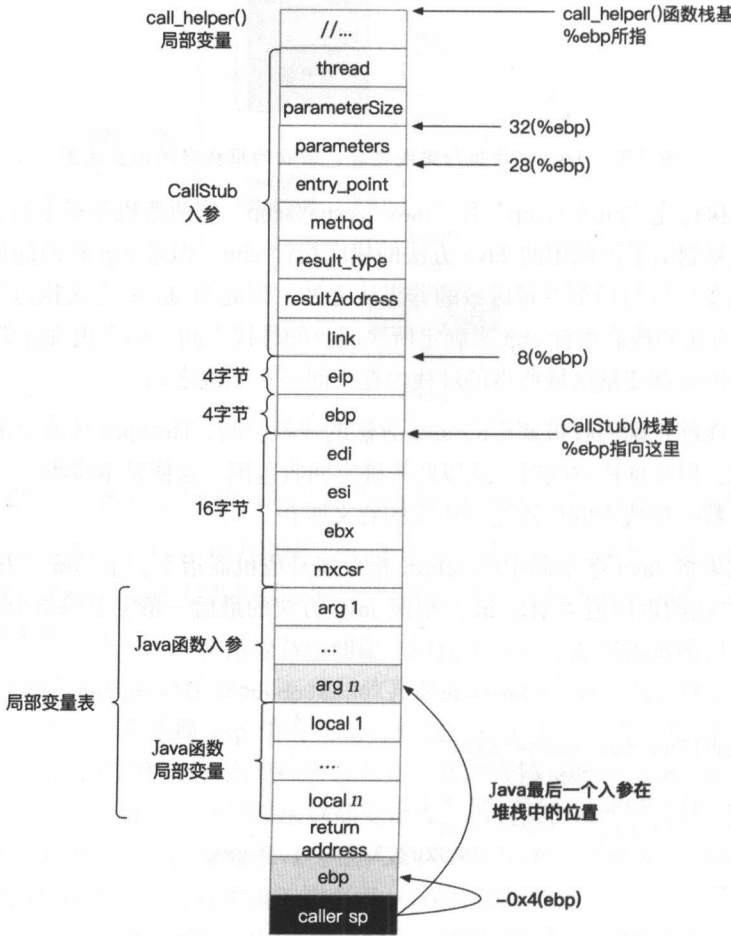 call_helper()
局部变量
//...
call_helper()函数栈基
%ebp所指
thread
parameterSize
32(%ebp)
parameters
28(%ebp)
CallStub
入参
entry_point
method
result_type
resultAddress
link
8(%ebp)
4字节
eip
4字节
ebp
CallStub()栈基
%ebp指向这里
edi
esi
16字节
ebx
mxcsr
arg 1
Java函数入参
...
arg n
局部变量表
local 1
Java函数
局部变量
...
local n
Java最后一个入参在
堆栈中的位置
return
address
ebp
-0x4(ebp)
caller sp